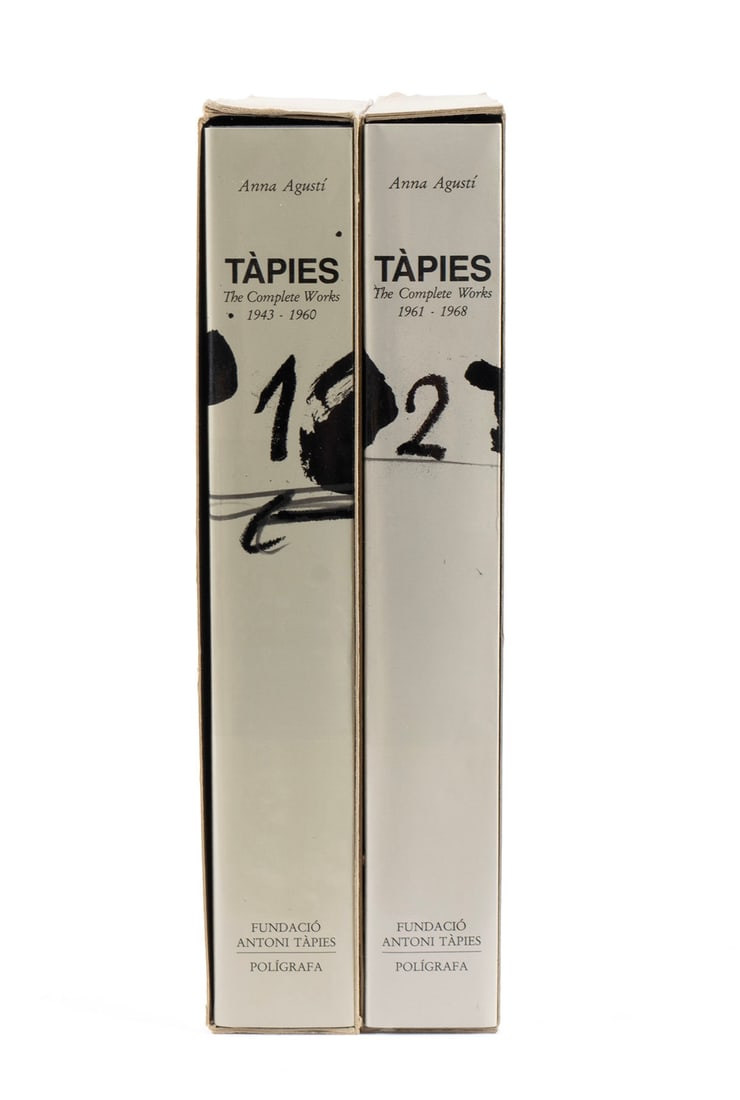 Anna Agustí
TÀPIES
The Complete Works
1943 - 1960
1
FUNDACIÓ
ANTONI TÀPIES
POLÍGRAFA
Anna Agustí
TÀPIES
The Complete Works
1961 - 1968
2
FUNDACIÓ
ANTONI TÀPIES
POLÍGRAFA